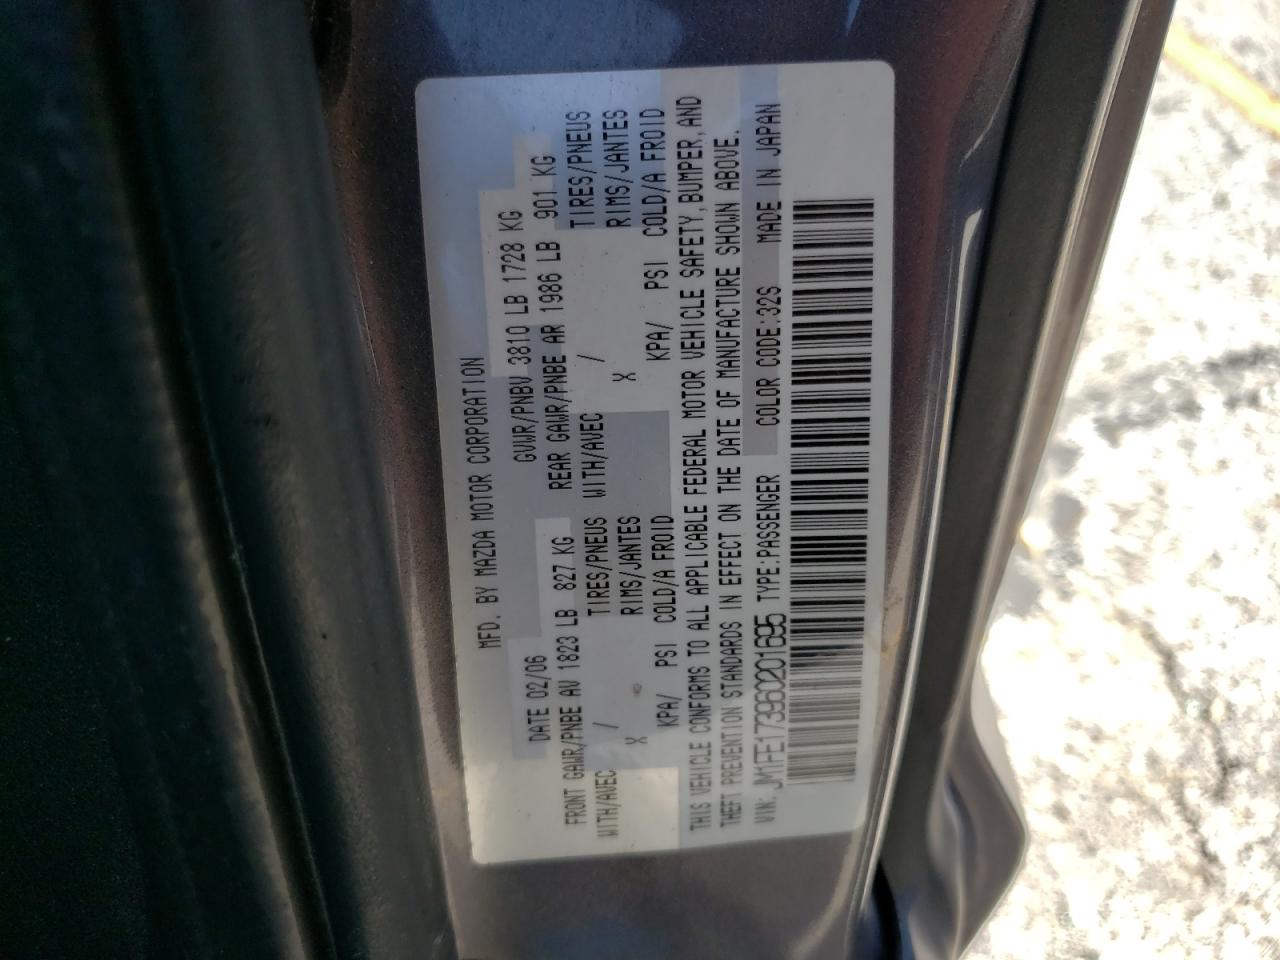 MFD. BY MAZDA MOTOR CORPORATION
DATE 02/06 GVWR/PNBV 3810 LB 1728 KG
FRONT GAWR/PNBE AV 1823 LB 827 KG REAR GAWR/PNBE AR 1986 LB 901 KG
WITH/AVEC / TIRES/PNEUS WITH/AVEC / TIRES/PNEUS
X RIMS/JANTES X RIMS/JANTES
KPA/ PSI COLD/A FROID KPA/ PSI COLD/A FROID
THIS VEHICLE CONFORMS TO ALL APPLICABLE FEDERAL MOTOR VEHICLE SAFETY, BUMPER, AND
THEFT PREVENTION STANDARDS IN EFFECT ON THE DATE OF MANUFACTURE SHOWN ABOVE.
VIN: JM1FE173960201695 TYPE:PASSENGER COLOR CODE:32S MADE IN JAPAN